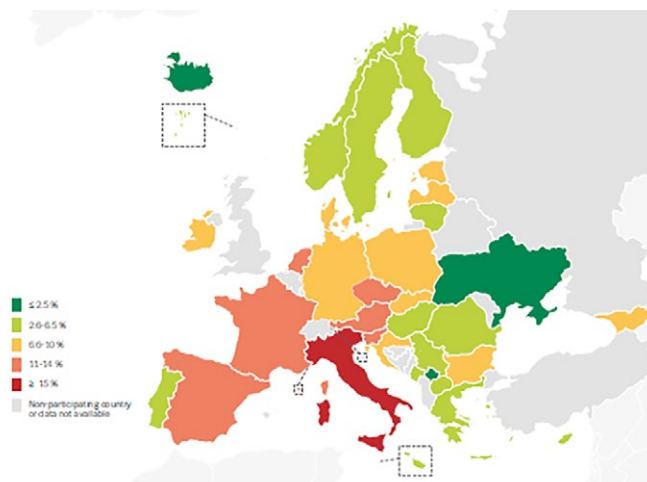 ≤ 2.5 %
2.6-6.5 %
6.6-10 %
11-14 %
≥ 15 %
Non-participating country
or data not available